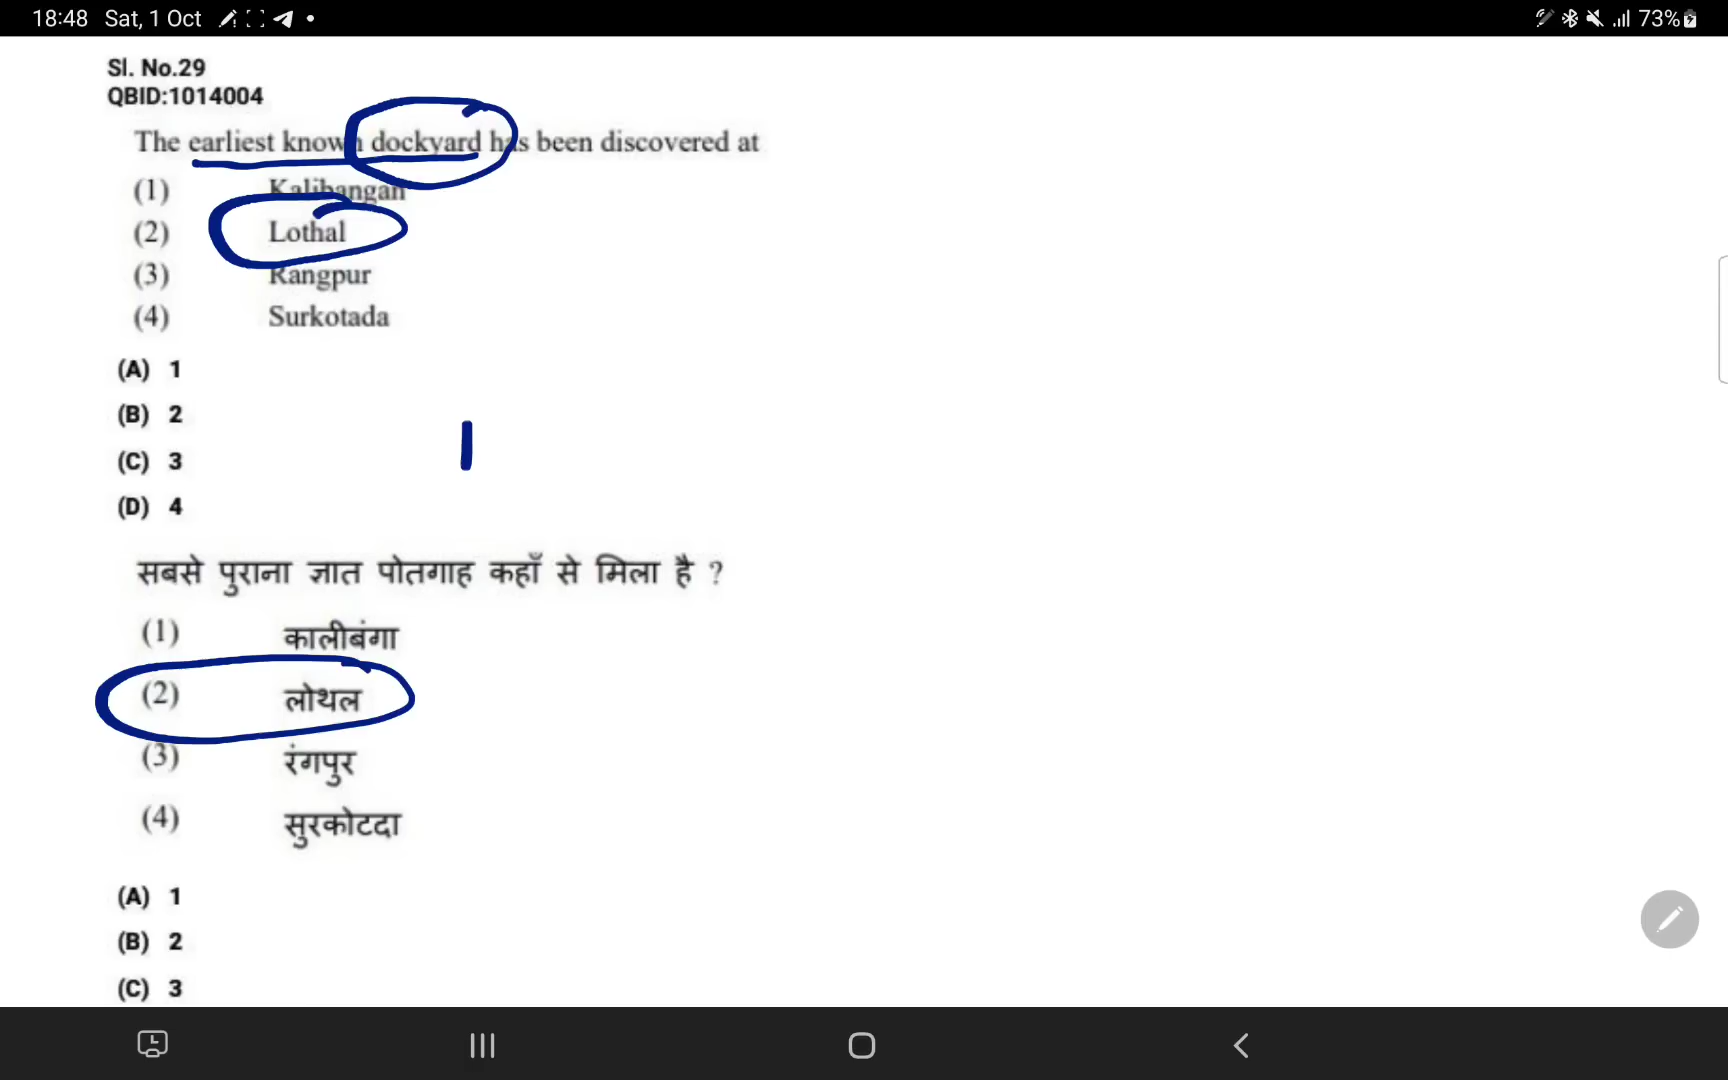 18:48 Sat, 1 Oct
73%
Sl. No.29
QBID:1014004
The earliest known dockyard has been discovered at
(1) Kalibangan
(2) Lothal
(3) Rangpur
(4) Surkotada
(A) 1
(B) 2
(C) 3
(D) 4
सबसे पुराना ज्ञात पोतगाह कहाँ से मिला है ?
(1) कालीबंगा
(2) लोथल
(3) रंगपुर
(4) सुरकोटदा
(A) 1
(B) 2
(C) 3